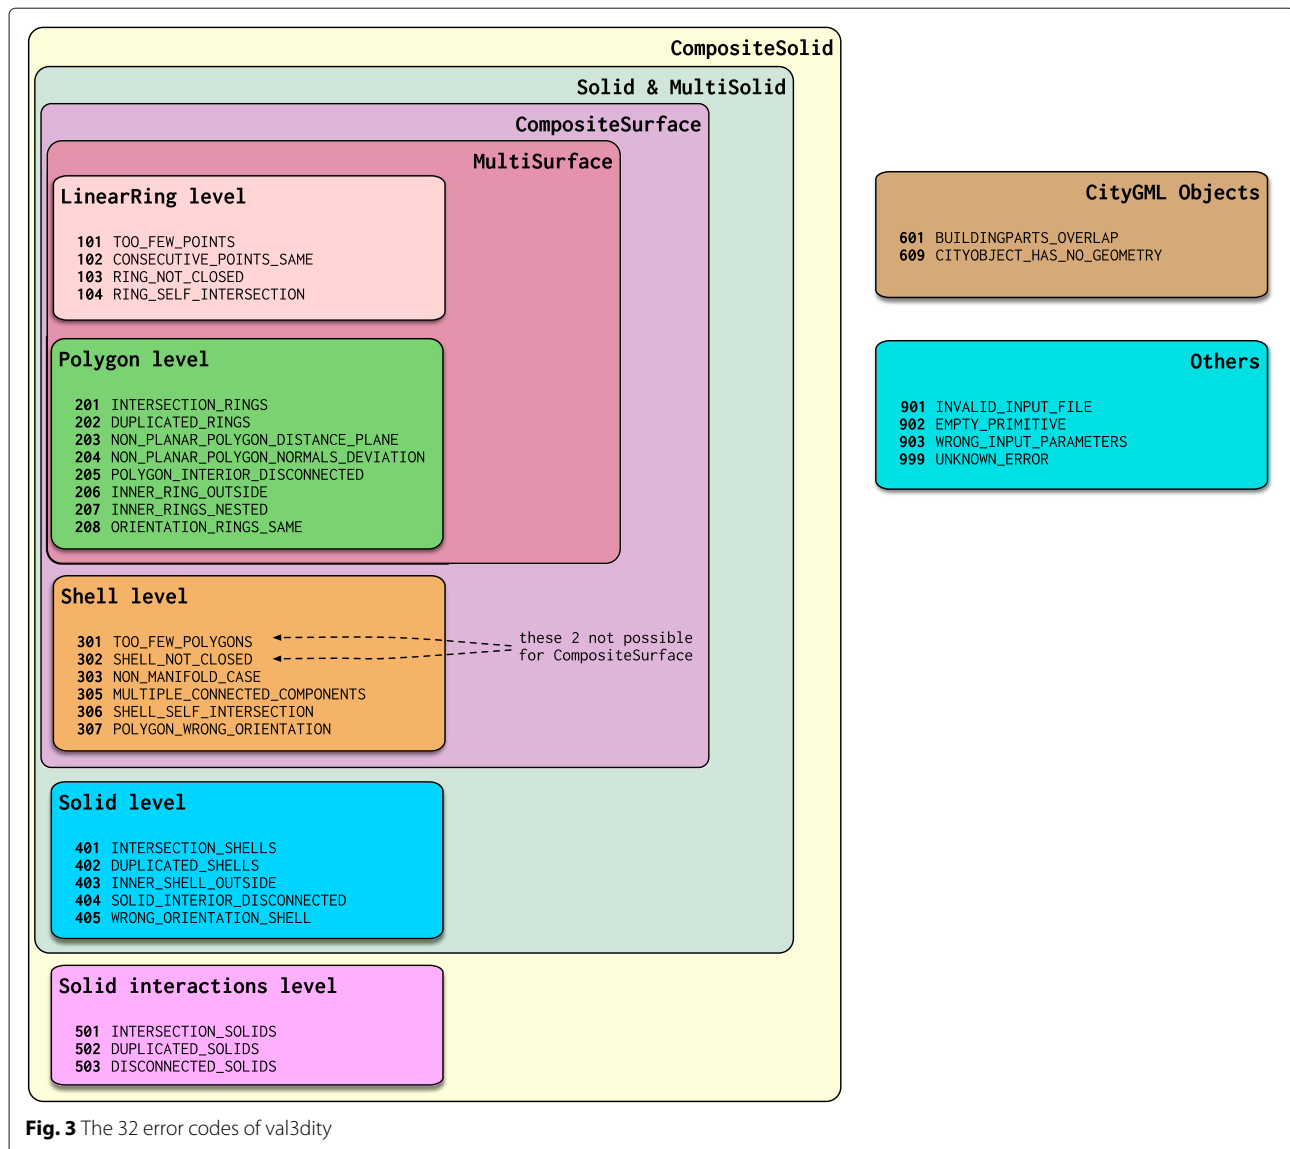 CompositeSolid
Solid & MultiSolid
CompositeSurface
MultiSurface
LinearRing level
101 TOO_FEW_POINTS
102 CONSECUTIVE_POINTS_SAME
103 RING_NOT_CLOSED
104 RING_SELF_INTERSECTION
Polygon level
201 INTERSECTION_RINGS
202 DUPLICATED_RINGS
203 NON_PLANAR_POLYGON_DISTANCE_PLANE
204 NON_PLANAR_POLYGON_NORMALS_DEVIATION
205 POLYGON_INTERIOR_DISCONNECTED
206 INNER_RING_OUTSIDE
207 INNER_RINGS_NESTED
208 ORIENTATION_RINGS_SAME
Shell level
301 TOO_FEW_POLYGONS
302 SHELL_NOT_CLOSED
303 NON_MANIFOLD_CASE
305 MULTIPLE_CONNECTED_COMPONENTS
306 SHELL_SELF_INTERSECTION
307 POLYGON_WRONG_ORIENTATION
these 2 not possible
for CompositeSurface
Solid level
401 INTERSECTION_SHELLS
402 DUPLICATED_SHELLS
403 INNER_SHELL_OUTSIDE
404 SOLID_INTERIOR_DISCONNECTED
405 WRONG_ORIENTATION_SHELL
Solid interactions level
501 INTERSECTION_SOLIDS
502 DUPLICATED_SOLIDS
503 DISCONNECTED_SOLIDS
CityGML Objects
601 BUILDINGPARTS_OVERLAP
609 CITYOBJECT_HAS_NO_GEOMETRY
Others
901 INVALID_INPUT_FILE
902 EMPTY_PRIMITIVE
903 WRONG_INPUT_PARAMETERS
999 UNKNOWN_ERROR
Fig. 3 The 32 error codes of val3dity